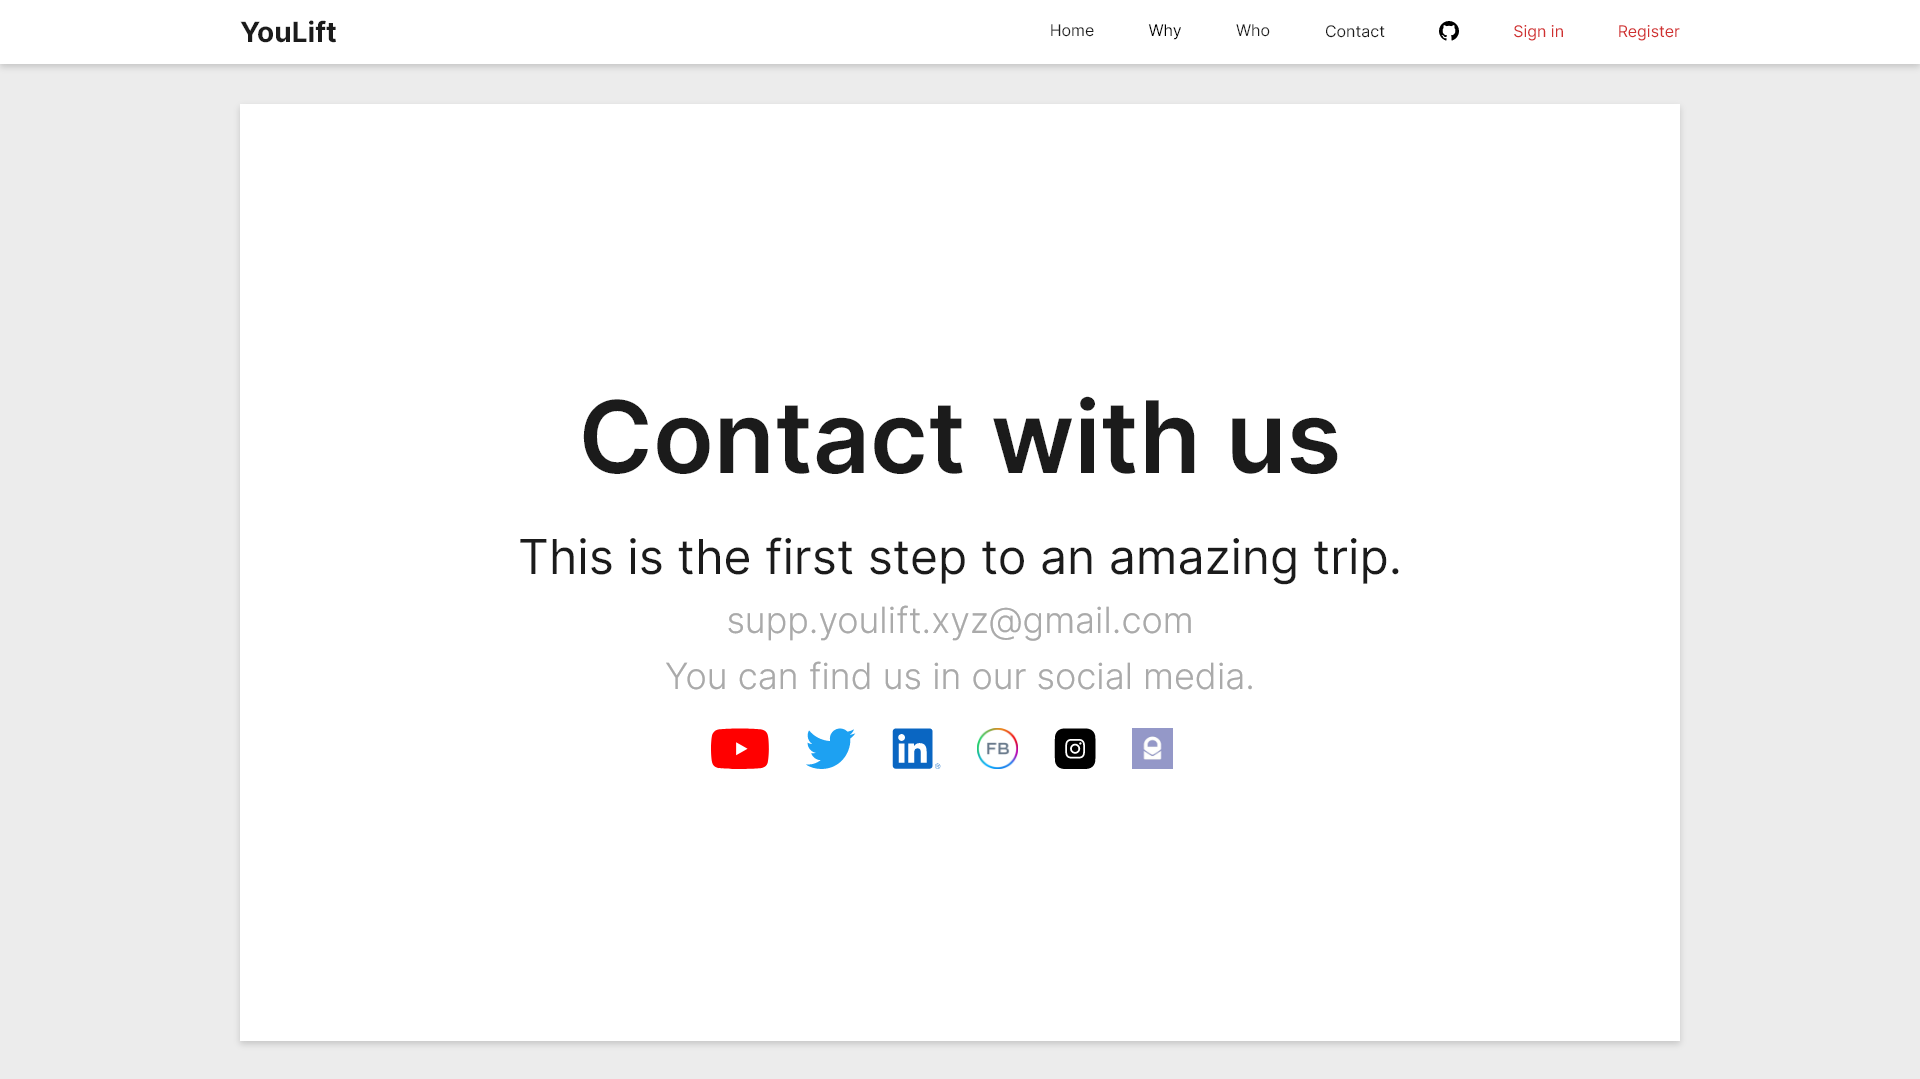 YouLift
Home Why Who Contact Sign in Register
Contact with us
This is the first step to an amazing trip.
supp.youlift.xyz@gmail.com
You can find us in our social media.
in ® FB